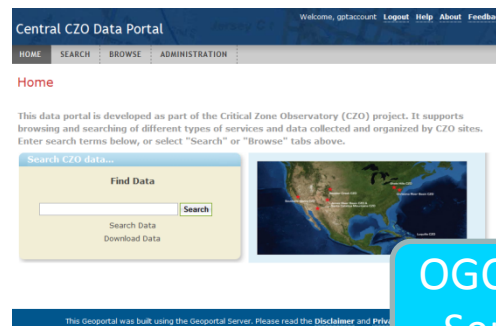 Welcome, gptaccount Logout Help About Feedba
Central CZO Data Portal
HOME SEARCH BROWSE ADMINISTRATION
Home
This data portal is developed as part of the Critical Zone Observatory (CZO) project. It supports
browsing and searching of different types of services and data collected and organized by CZO sites.
Enter search terms below, or select "Search" or "Browse" tabs above.
Search CZO data...
Find Data
Search
Search Data
Download Data
OGC
This Geoportal was built using the Geoportal Server. Please read the Disclaimer and Priva